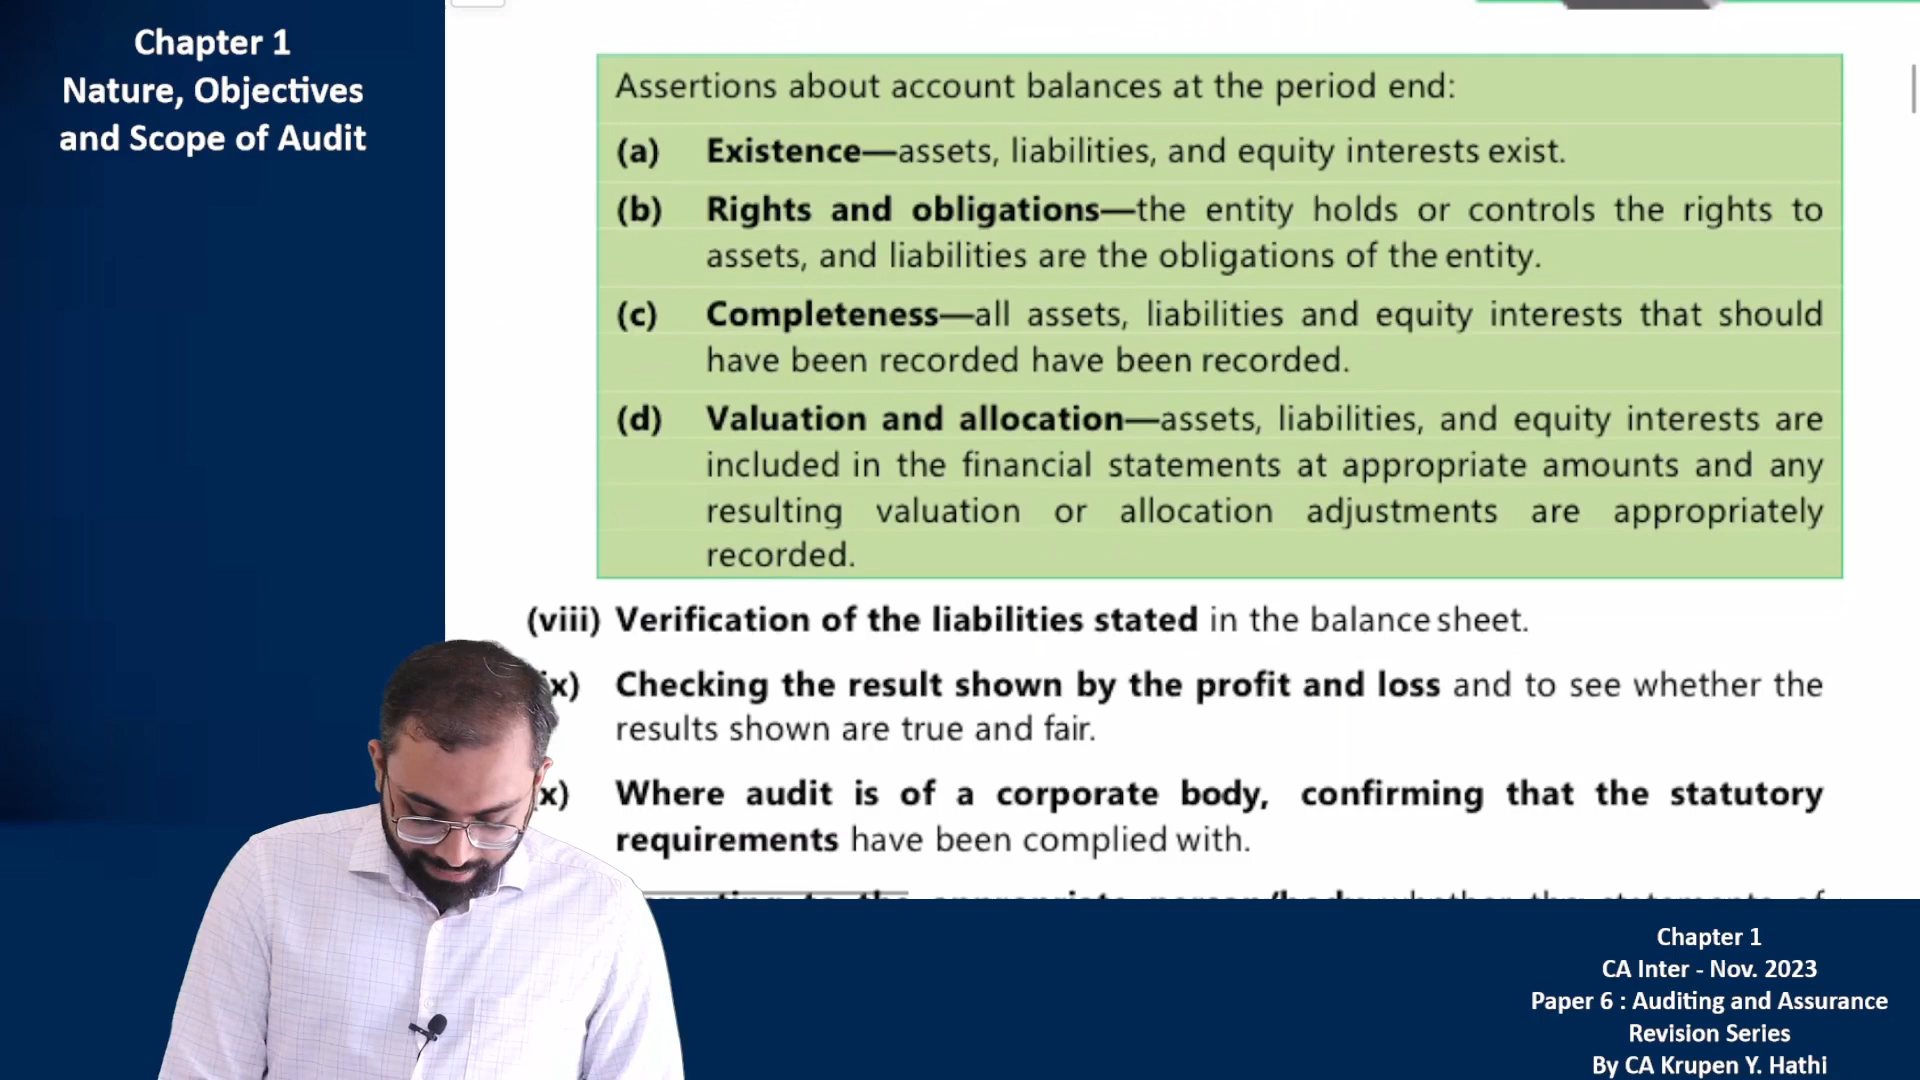 Chapter 1
Nature, Objectives
and Scope of Audit
Assertions about account balances at the period end:
(a) Existence—assets, liabilities, and equity interests exist.
(b) Rights and obligations—the entity holds or controls the rights to
assets, and liabilities are the obligations of the entity.
(c) Completeness—all assets, liabilities and equity interests that should
have been recorded have been recorded.
(d) Valuation and allocation—assets, liabilities, and equity interests are
included in the financial statements at appropriate amounts and any
resulting valuation or allocation adjustments are appropriately
recorded.
(viii) Verification of the liabilities stated in the balance sheet.
x) Checking the result shown by the profit and loss and to see whether the
results shown are true and fair.
x) Where audit is of a corporate body, confirming that the statutory
requirements have been complied with.
Chapter 1
CA Inter - Nov. 2023
Paper 6 : Auditing and Assurance
Revision Series
By CA Krupen Y. Hathi